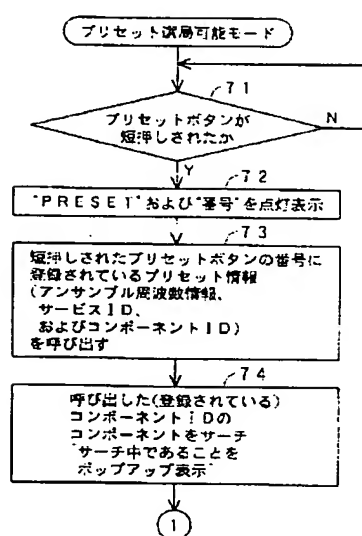 プリセット選局可能モード
71
プリセットボタンが
短押しされたか
N
Y
72
"PRESET"および"番号"を点灯表示
73
短押しされたプリセットボタンの番号に
登録されているプリセット情報
(アンサンブル周波数情報、
サービスID、
およびコンポーネントID)
を呼び出す
74
呼び出した(登録されている)
コンポーネントIDの
コンポーネントをサーチ
"サーチ中であることを
ポップアップ表示"
1